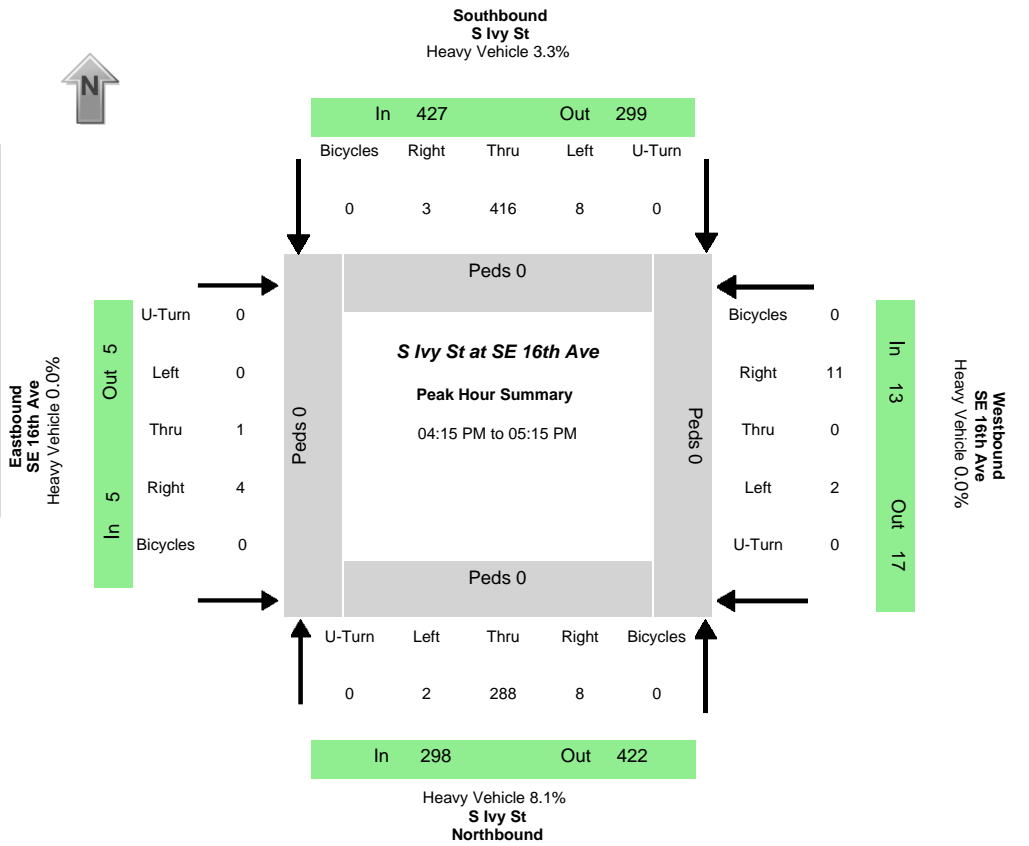 Southbound
S Ivy St
Heavy Vehicle 3.3%
N
In 427 Out 299
Bicycles Right Thru Left U-Turn
0 3 416 8 0
Peds 0
Eastbound
SE 16th Ave
Heavy Vehicle 0.0%
In 5 Out 5
U-Turn 0
Left 0
Thru 1
Right 4
Bicycles 0
Peds 0
S Ivy St at SE 16th Ave
Peak Hour Summary
04:15 PM to 05:15 PM
Peds 0
Bicycles 0
Right 11
Thru 0
Left 2
U-Turn 0
In 13 Out 17
Westbound
SE 16th Ave
Heavy Vehicle 0.0%
Peds 0
U-Turn Left Thru Right Bicycles
0 2 288 8 0
In 298 Out 422
Heavy Vehicle 8.1%
S Ivy St
Northbound